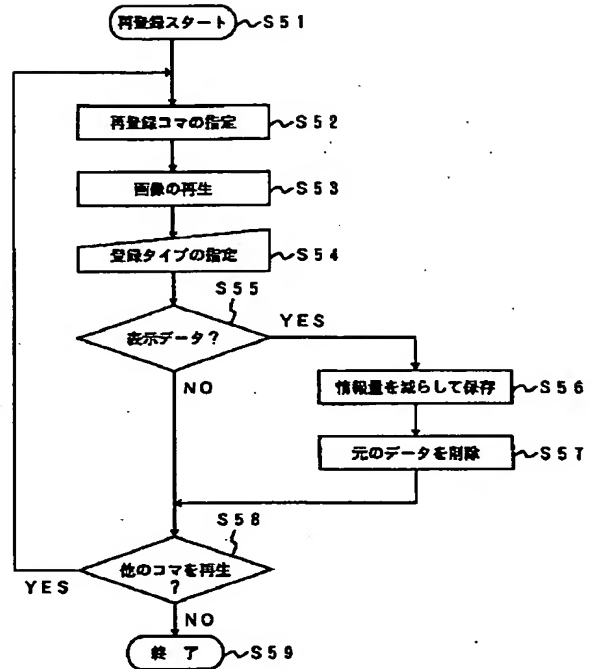 再登録スタート ~S51
再登録コマの指定 ~S52
画像の再生 ~S53
登録タイプの指定 ~S54
S55
表示データ? YES
NO
情報量を減らして保存 ~S56
元のデータを削除 ~S57
S58
他のコマを再生
?
YES
NO
終 了 ~S59